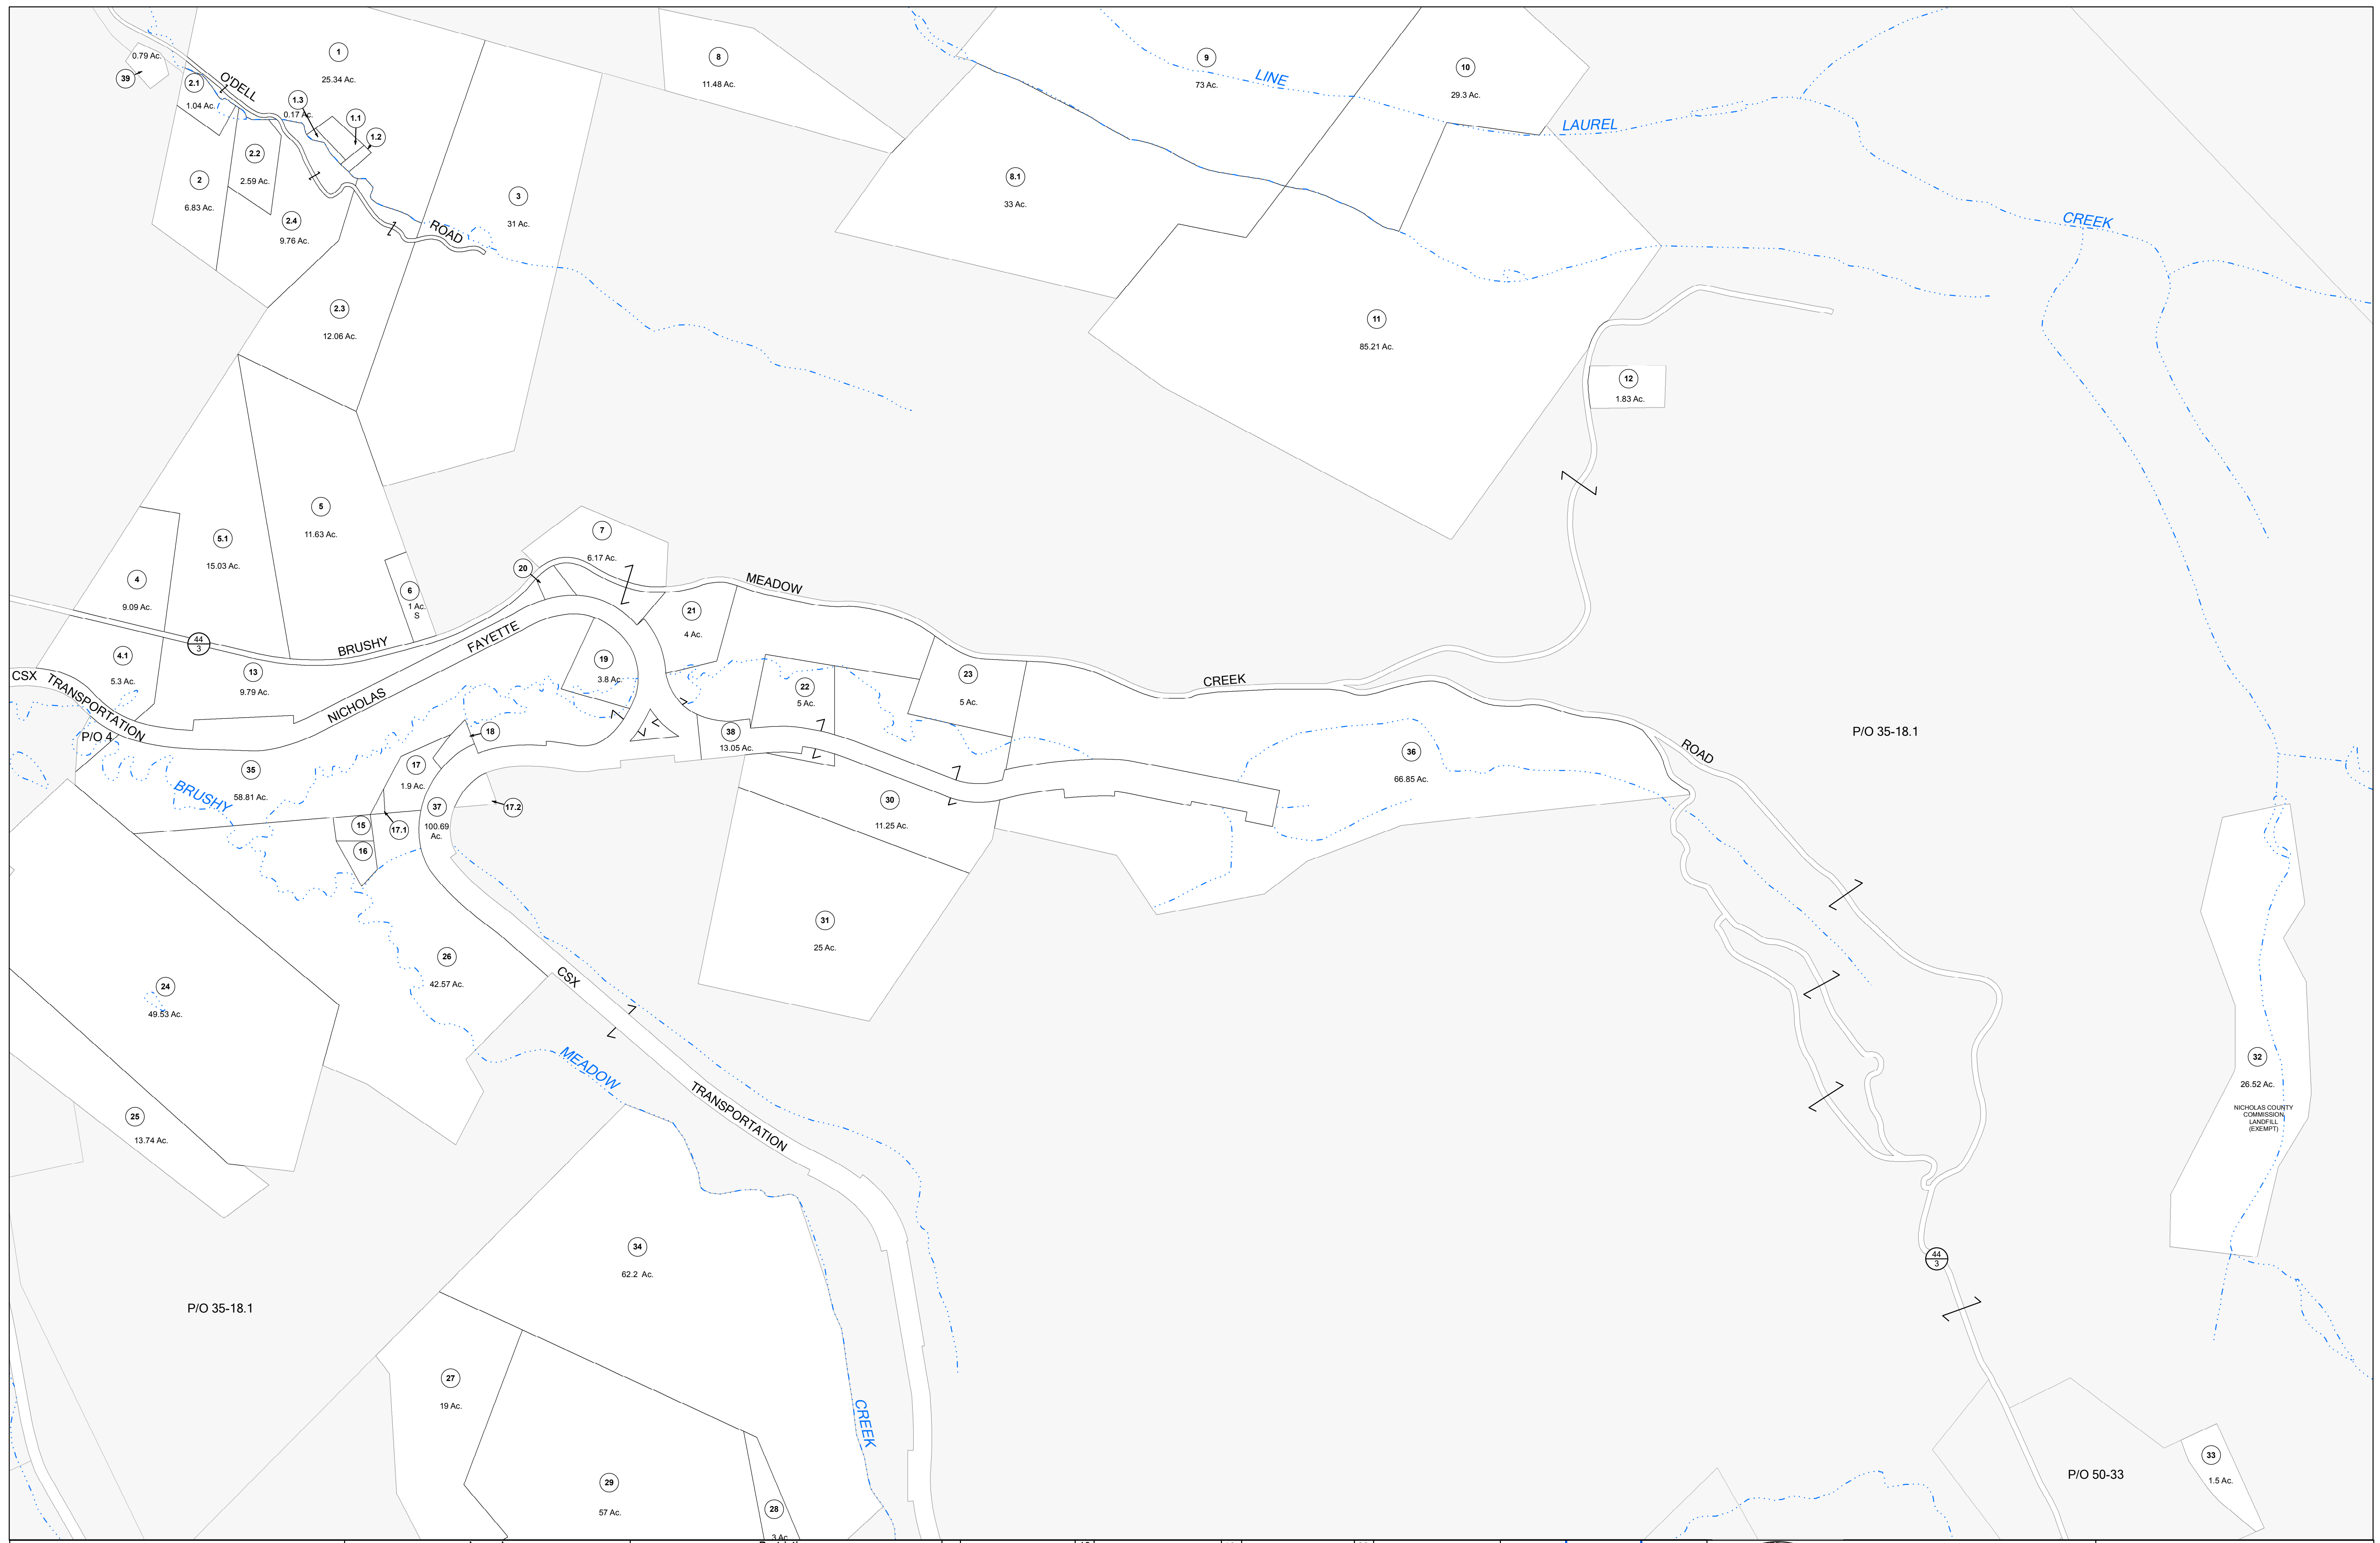 1
25.34 Ac.
8
11.48 Ac.
9
73 Ac.
10
29.3 Ac.
0.79 Ac.
39
2.1
1.04 Ac.
O'DELL
1.3
0.17 Ac.
1.1
1.2
LINE
LAUREL
CREEK
2.2
2.59 Ac.
2
6.83 Ac.
2.4
9.76 Ac.
ROAD
3
31 Ac.
8.1
33 Ac.
2.3
12.06 Ac.
11
85.21 Ac.
12
1.83 Ac.
5
11.63 Ac.
5.1
15.03 Ac.
7
6.17 Ac.
20
4
9.09 Ac.
6
1 Ac.
S
MEADOW
21
4 Ac.
44
3
BRUSHY
FAYETTE
NICHOLAS
4.1
5.3 Ac.
13
9.79 Ac.
19
3.8 Ac.
CSX
TRANSPORTATION
22
5 Ac.
23
5 Ac.
CREEK
P/O 4
18
38
13.05 Ac.
P/O 35-18.1
ROAD
36
66.85 Ac.
35
58.81 Ac.
BRUSHY
17
1.9 Ac.
37
100.69
Ac.
17.2
17.1
15
16
30
11.25 Ac.
31
25 Ac.
26
42.57 Ac.
24
49.53 Ac.
CSX
TRANSPORTATION
MEADOW
CREEK
25
13.74 Ac.
32
26.52 Ac.
NICHOLAS COUNTY
COMMISSION
LANDFILL
(EXEMPT)
34
62.2 Ac.
44
3
P/O 35-18.1
27
19 Ac.
29
57 Ac.
28
3 Ac.
33
1.5 Ac.
P/O 50-33